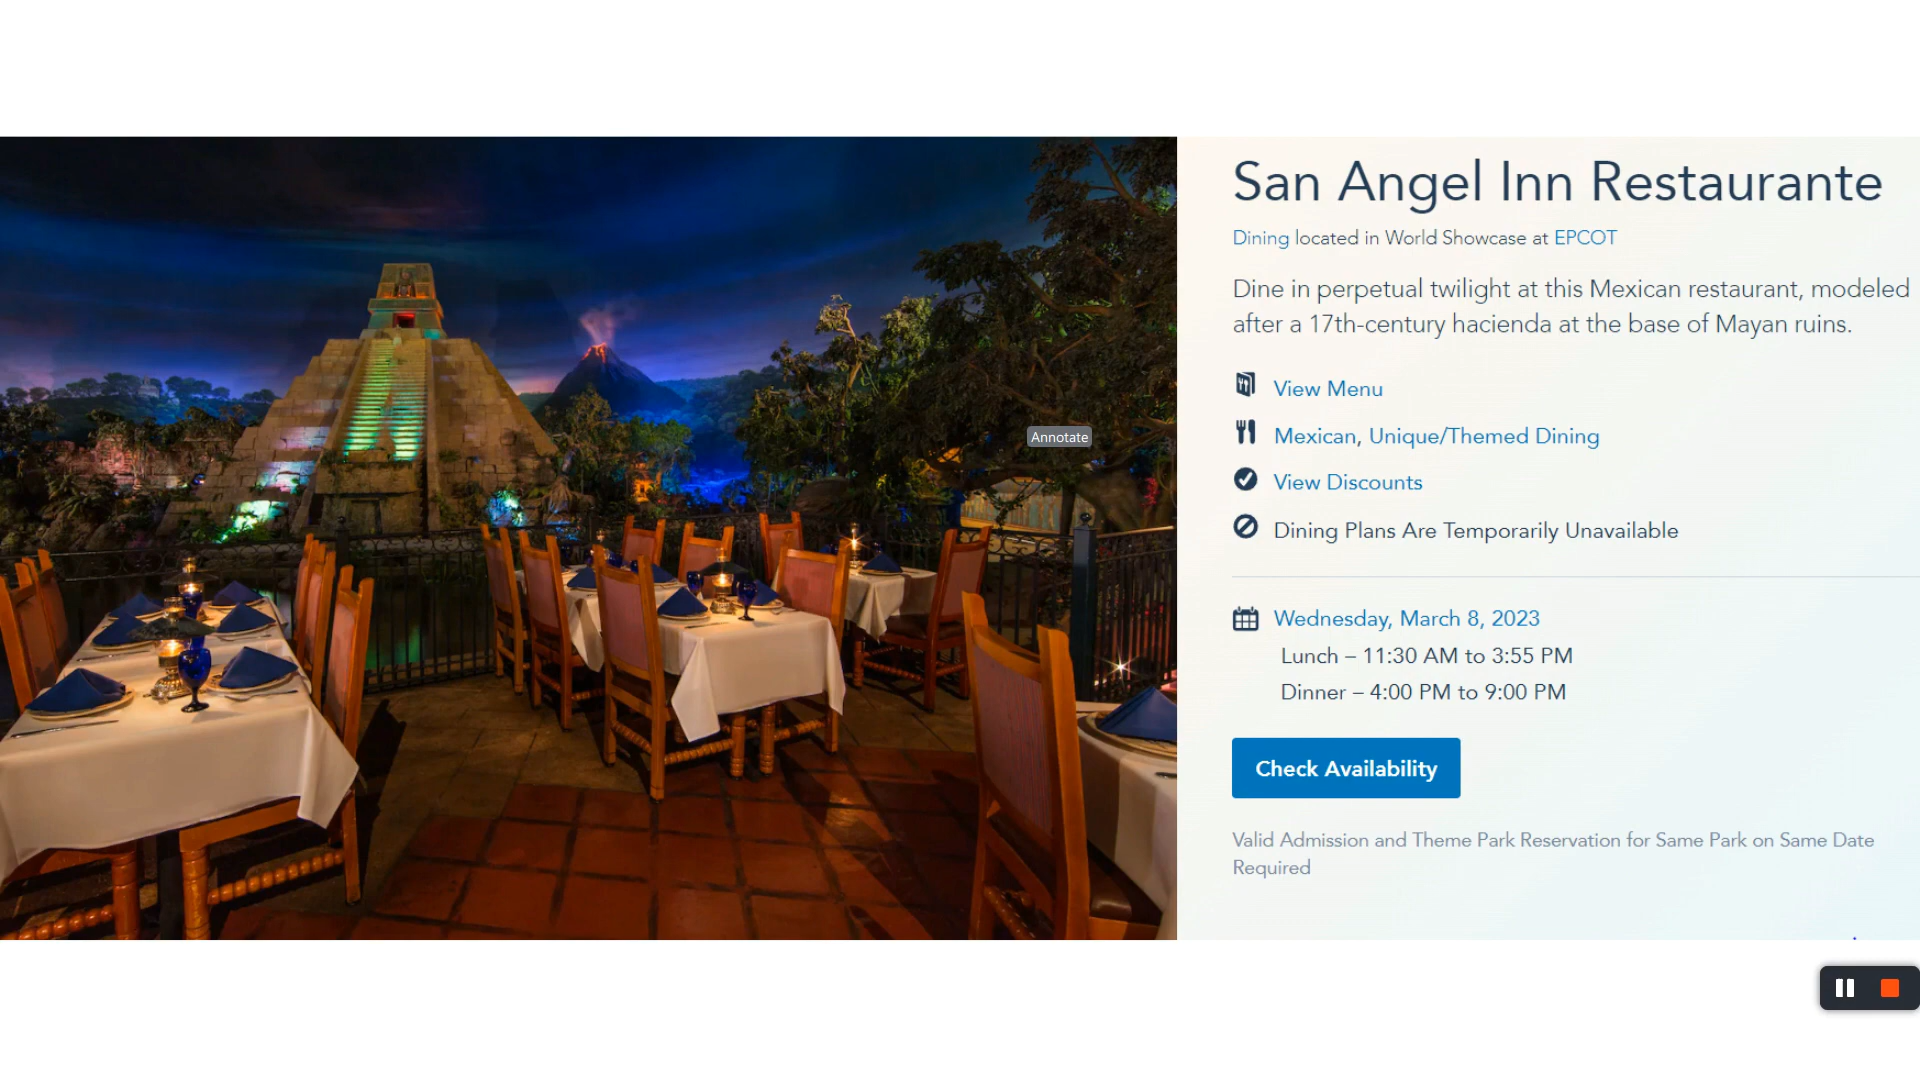 San Angel Inn Restaurante
Dining located in World Showcase at EPCOT
Dine in perpetual twilight at this Mexican restaurant, modeled
after a 17th-century hacienda at the base of Mayan ruins.
View Menu
Annotate
Mexican, Unique/Themed Dining
View Discounts
Dining Plans Are Temporarily Unavailable
Wednesday, March 8, 2023
Lunch – 11:30 AM to 3:55 PM
Dinner – 4:00 PM to 9:00 PM
Check Availability
Valid Admission and Theme Park Reservation for Same Park on Same Date
Required